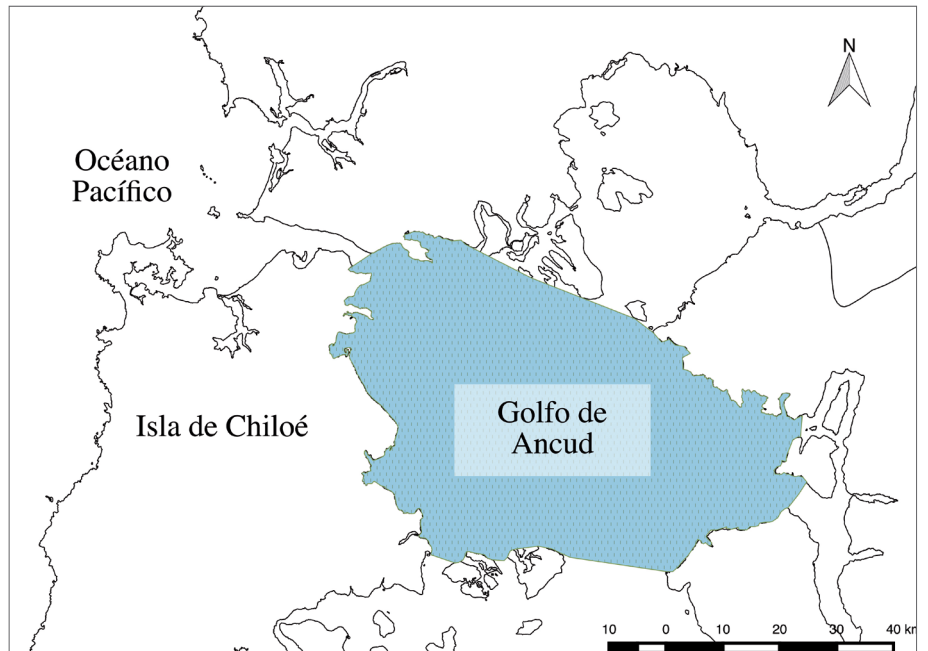 N
Océano
Pacífico
Golfo de
Ancud
Isla de Chiloé
10 0 10 20 30 40 km